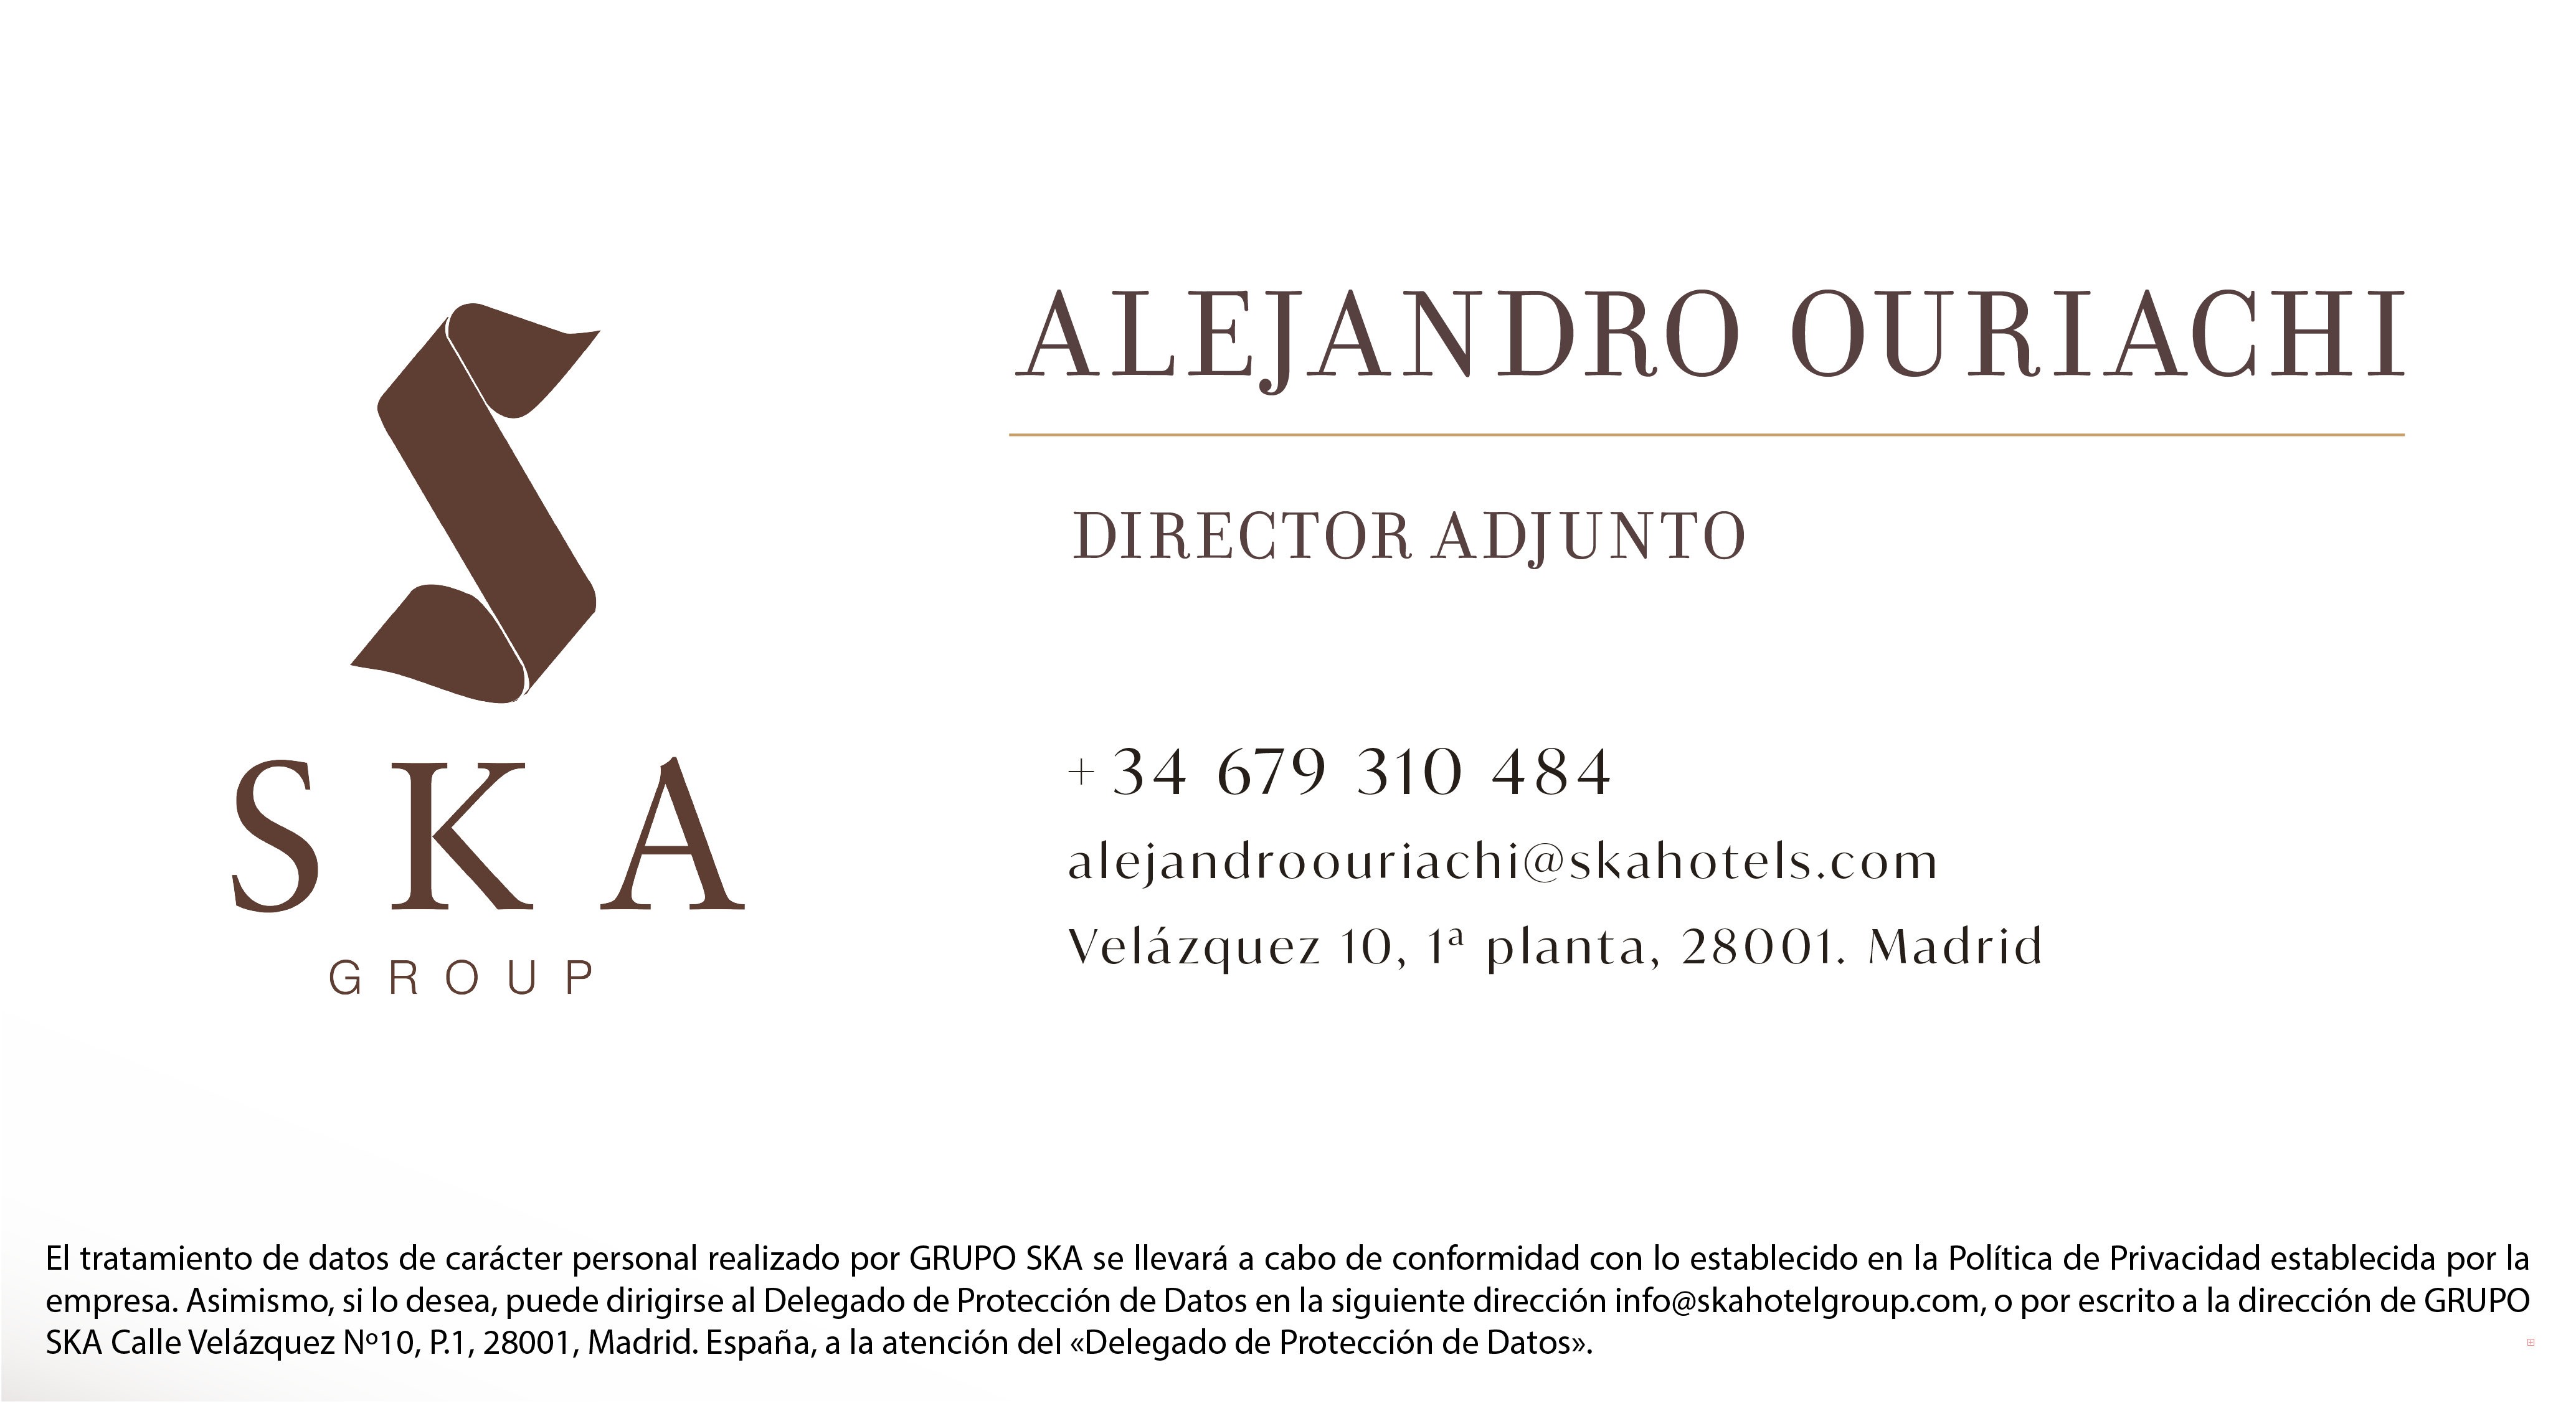 ALEJANDRO OURIACHI
DIRECTOR ADJUNTO
SKA
GROUP
+ 34 679 310 484
alejandroouriachi@skahotels.com
Velázquez 10, 1ª planta, 28001. Madrid
El tratamiento de datos de carácter personal realizado por GRUPO SKA se llevará a cabo de conformidad con lo establecido en la Política de Privacidad establecida por la
empresa. Asimismo, si lo desea, puede dirigirse al Delegado de Protección de Datos en la siguiente dirección info@skahotelgroup.com, o por escrito a la dirección de GRUPO
SKA Calle Velázquez Nº10, P.1, 28001, Madrid. España, a la atención del «Delegado de Protección de Datos».